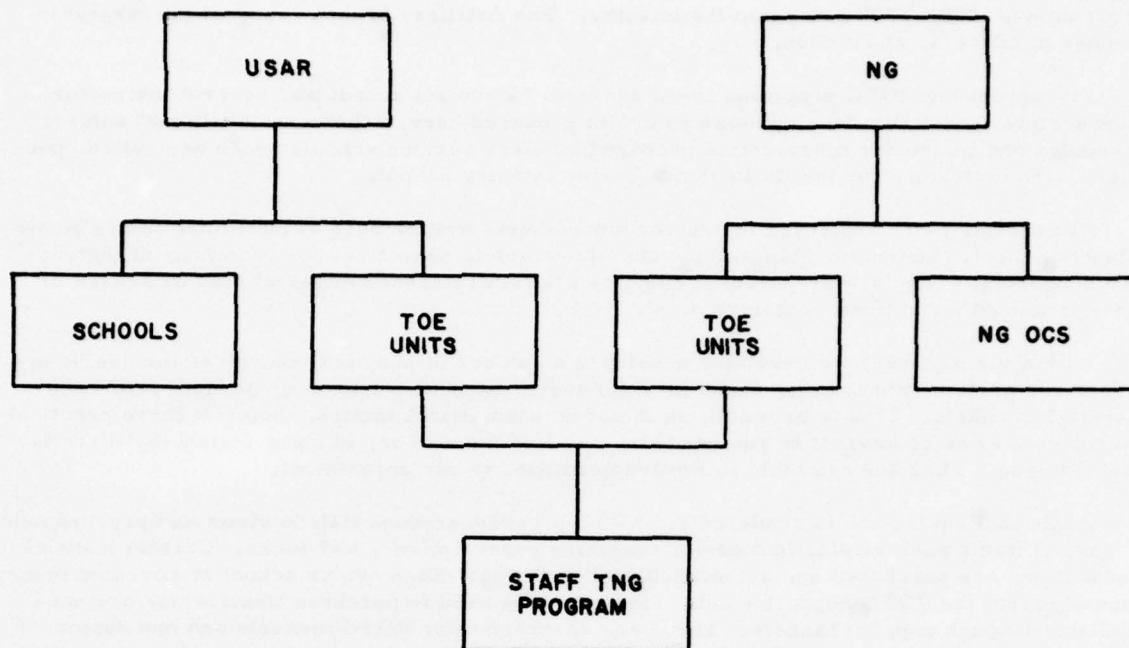 USAR
NG
SCHOOLS
TOE
UNITS
TOE
UNITS
NG OCS
STAFF TNG
PROGRAM